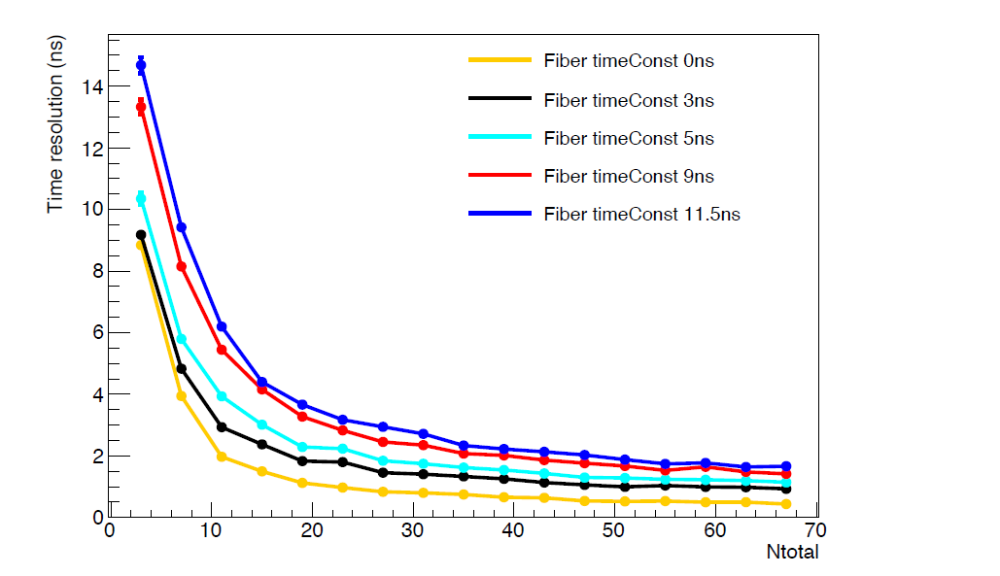 Time resolution (ns)
14
12
10
8
6
4
2
0
Fiber timeConst 0ns
Fiber timeConst 3ns
Fiber timeConst 5ns
Fiber timeConst 9ns
Fiber timeConst 11.5ns
0 10 20 30 40 50 60 70
Ntotal